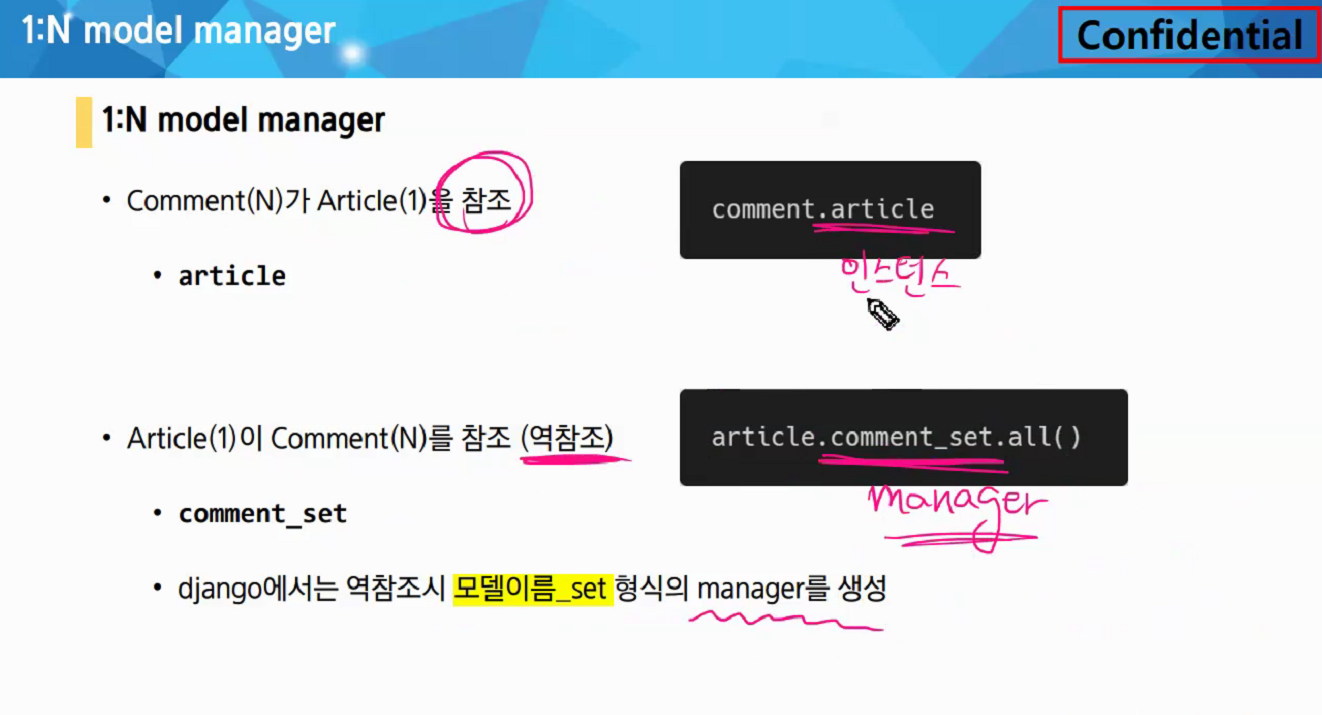 1:N model manager
Confidential
1:N model manager
• Comment(N)가 Article(1)을 참조
comment.article
• article
인스턴스
• Article(1)이 Comment(N)를 참조 (역참조)
article.comment_set.all()
manager
• comment_set
• django에서는 역참조시 모델이름_set 형식의 manager를 생성